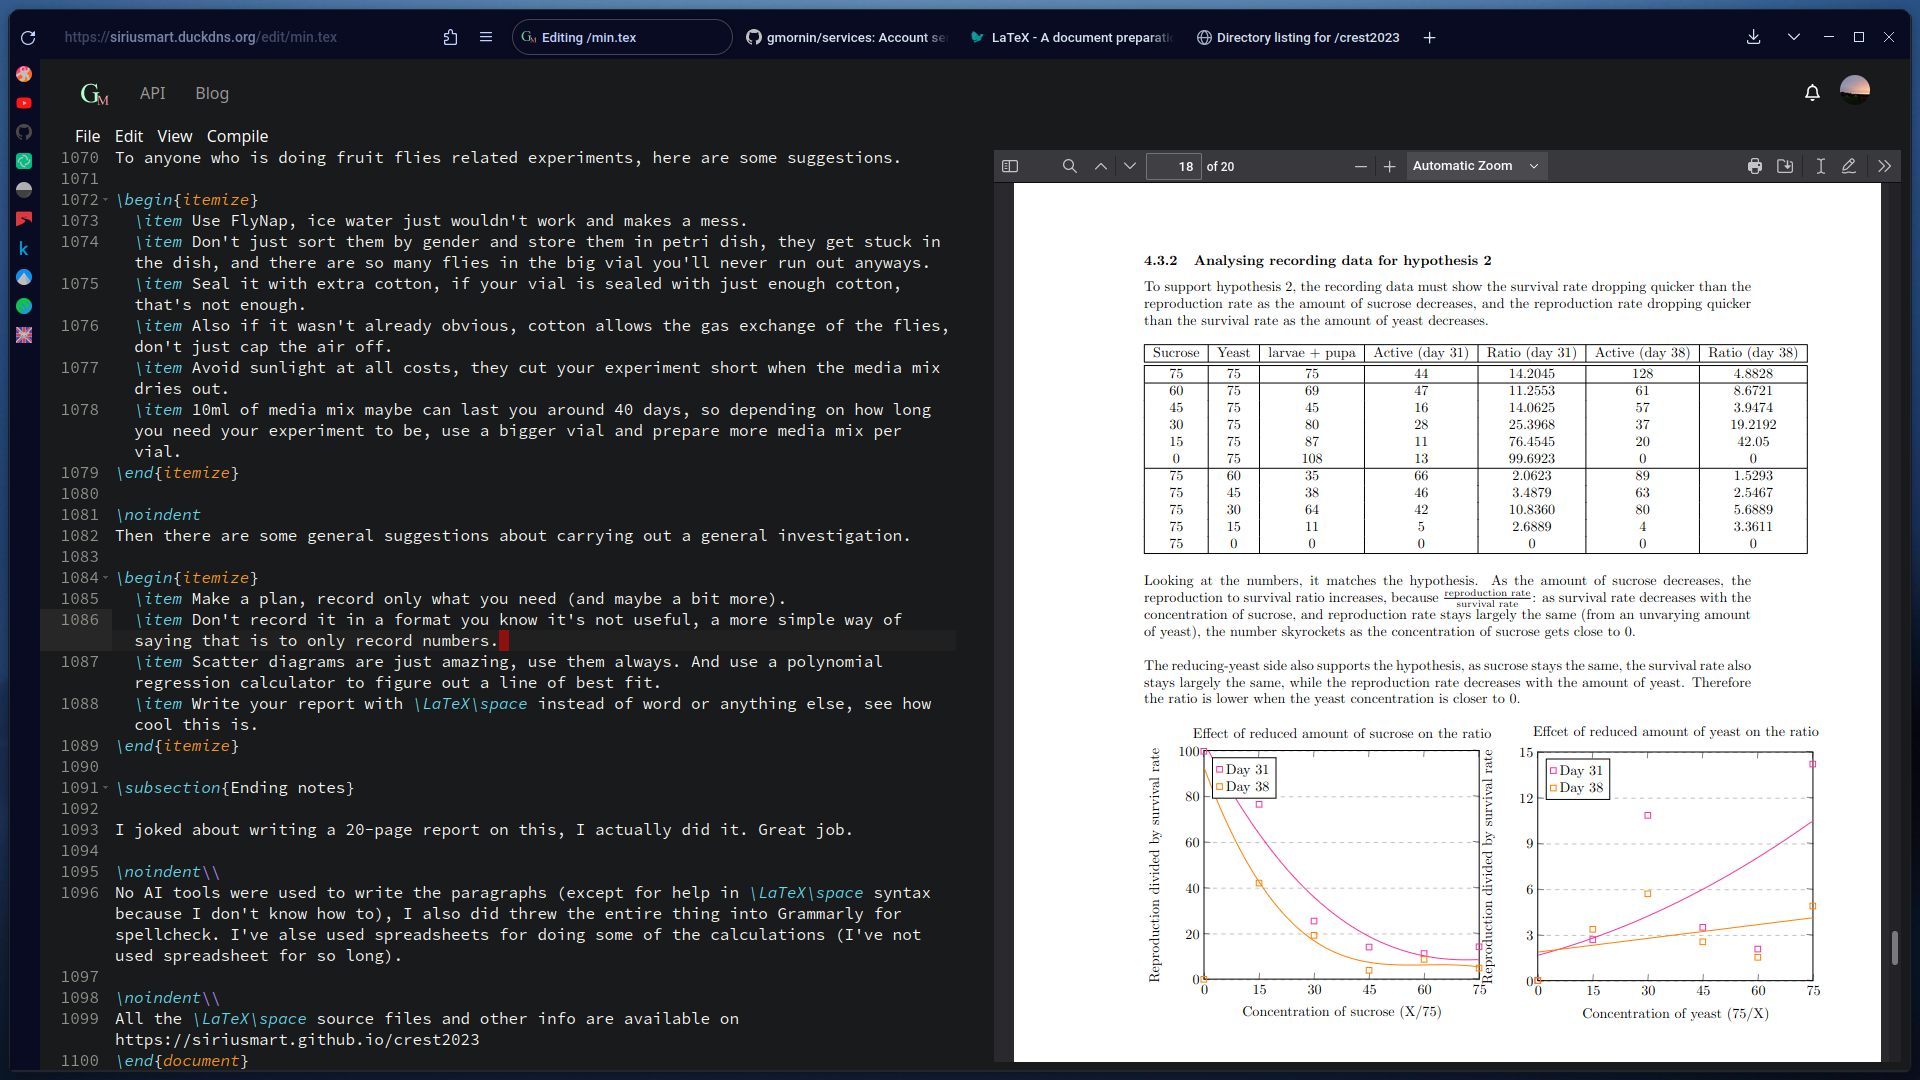 https://siriusmart.duckdns.org/edit/min.tex
GM Editing /min.tex
gmornin/services: Account se
LaTeX - A document preparati
Directory listing for /crest2023
GM API Blog
File Edit View Compile
1070 To anyone who is doing fruit flies related experiments, here are some suggestions.
1071
1072 \begin{itemize}
1073 \item Use FlyNap, ice water just wouldn't work and makes a mess.
1074 \item Don't just sort them by gender and store them in petri dish, they get stuck in
the dish, and there are so many flies in the big vial you'll never run out anyways.
1075 \item Seal it with extra cotton, if your vial is sealed with just enough cotton,
that's not enough.
1076 \item Also if it wasn't already obvious, cotton allows the gas exchange of the flies,
don't just cap the air off.
1077 \item Avoid sunlight at all costs, they cut your experiment short when the media mix
dries out.
1078 \item 10ml of media mix maybe can last you around 40 days, so depending on how long
you need your experiment to be, use a bigger vial and prepare more media mix per
vial.
1079 \end{itemize}
1080
1081 \noindent
1082 Then there are some general suggestions about carrying out a general investigation.
1083
1084 \begin{itemize}
1085 \item Make a plan, record only what you need (and maybe a bit more).
1086 \item Don't record it in a format you know it's not useful, a more simple way of
saying that is to only record numbers.
1087 \item Scatter diagrams are just amazing, use them always. And use a polynomial
regression calculator to figure out a line of best fit.
1088 \item Write your report with \LaTeX\space instead of word or anything else, see how
cool this is.
1089 \end{itemize}
1090
1091 \subsection{Ending notes}
1092
1093 I joked about writing a 20-page report on this, I actually did it. Great job.
1094
1095 \noindent\\
1096 No AI tools were used to write the paragraphs (except for help in \LaTeX\space syntax
because I don't know how to), I also did threw the entire thing into Grammarly for
spellcheck. I've alse used spreadsheets for doing some of the calculations (I've not
used spreadsheet for so long).
1097
1098 \noindent\\
1099 All the \LaTeX\space source files and other info are available on
https://siriusmart.github.io/crest2023
1100 \end{document}
18 of 20
Automatic Zoom
4.3.2 Analysing recording data for hypothesis 2
To support hypothesis 2, the recording data must show the survival rate dropping quicker than the
reproduction rate as the amount of sucrose decreases, and the reproduction rate dropping quicker
than the survival rate as the amount of yeast decreases.
Sucrose Yeast larvae + pupa Active (day 31) Ratio (day 31) Active (day 38) Ratio (day 38)
75 75 75 44 14.2045 128 4.8828
60 75 69 47 11.2553 61 8.6721
45 75 45 16 14.0625 57 3.9474
30 75 80 28 25.3968 37 19.2192
15 75 87 11 76.4545 20 42.05
0 75 108 13 99.6923 0 0
75 60 35 66 2.0623 89 1.5293
75 45 38 46 3.4879 63 2.5467
75 30 64 42 10.8360 80 5.6889
75 15 11 5 2.6889 4 3.3611
75 0 0 0 0 0 0
Looking at the numbers, it matches the hypothesis. As the amount of sucrose decreases, the
reproduction to survival ratio increases, because reproduction rate / survival rate : as survival rate decreases with the
concentration of sucrose, and reproduction rate stays largely the same (from an unvarying amount
of yeast), the number skyrockets as the concentration of sucrose gets close to 0.
The reducing-yeast side also supports the hypothesis, as sucrose stays the same, the survival rate also
stays largely the same, while the reproduction rate decreases with the amount of yeast. Therefore
the ratio is lower when the yeast concentration is closer to 0.
Effect of reduced amount of sucrose on the ratio
Reproduction divided by survival rate
100
80
60
40
20
0
Day 31
Day 38
0 15 30 45 60 75
Concentration of sucrose (X/75)
Effcet of reduced amount of yeast on the ratio
Reproduction divided by survival rate
15
12
9
6
3
0
Day 31
Day 38
0 15 30 45 60 75
Concentration of yeast (75/X)